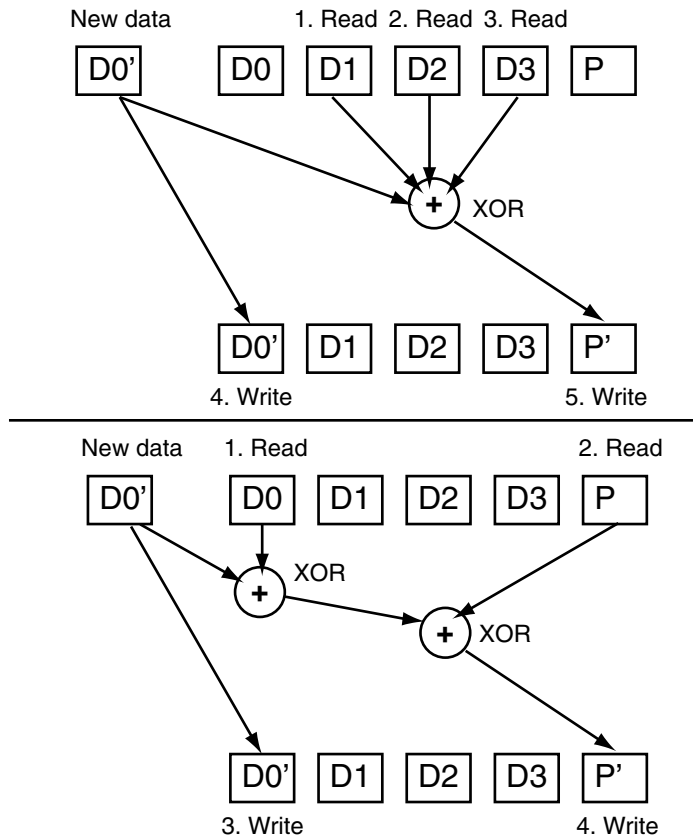 New data 1. Read 2. Read 3. Read
D0' D0 D1 D2 D3 P
+ XOR
D0' D1 D2 D3 P'
4. Write 5. Write
New data 1. Read 2. Read
D0' D0 D1 D2 D3 P
+ XOR
+ XOR
D0' D1 D2 D3 P'
3. Write 4. Write